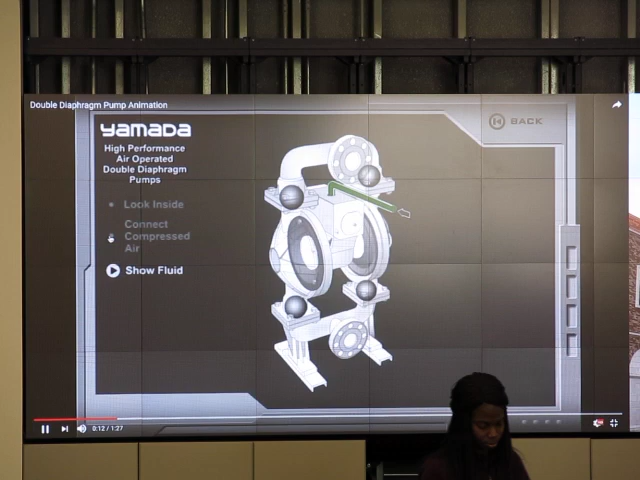 Double Diaphragm Pump Animation
YAMADA
High Performance
Air Operated
Double Diaphragm
Pumps
Look Inside
Connect
Compressed
Air
Show Fluid
BACK
0:12 / 1:27